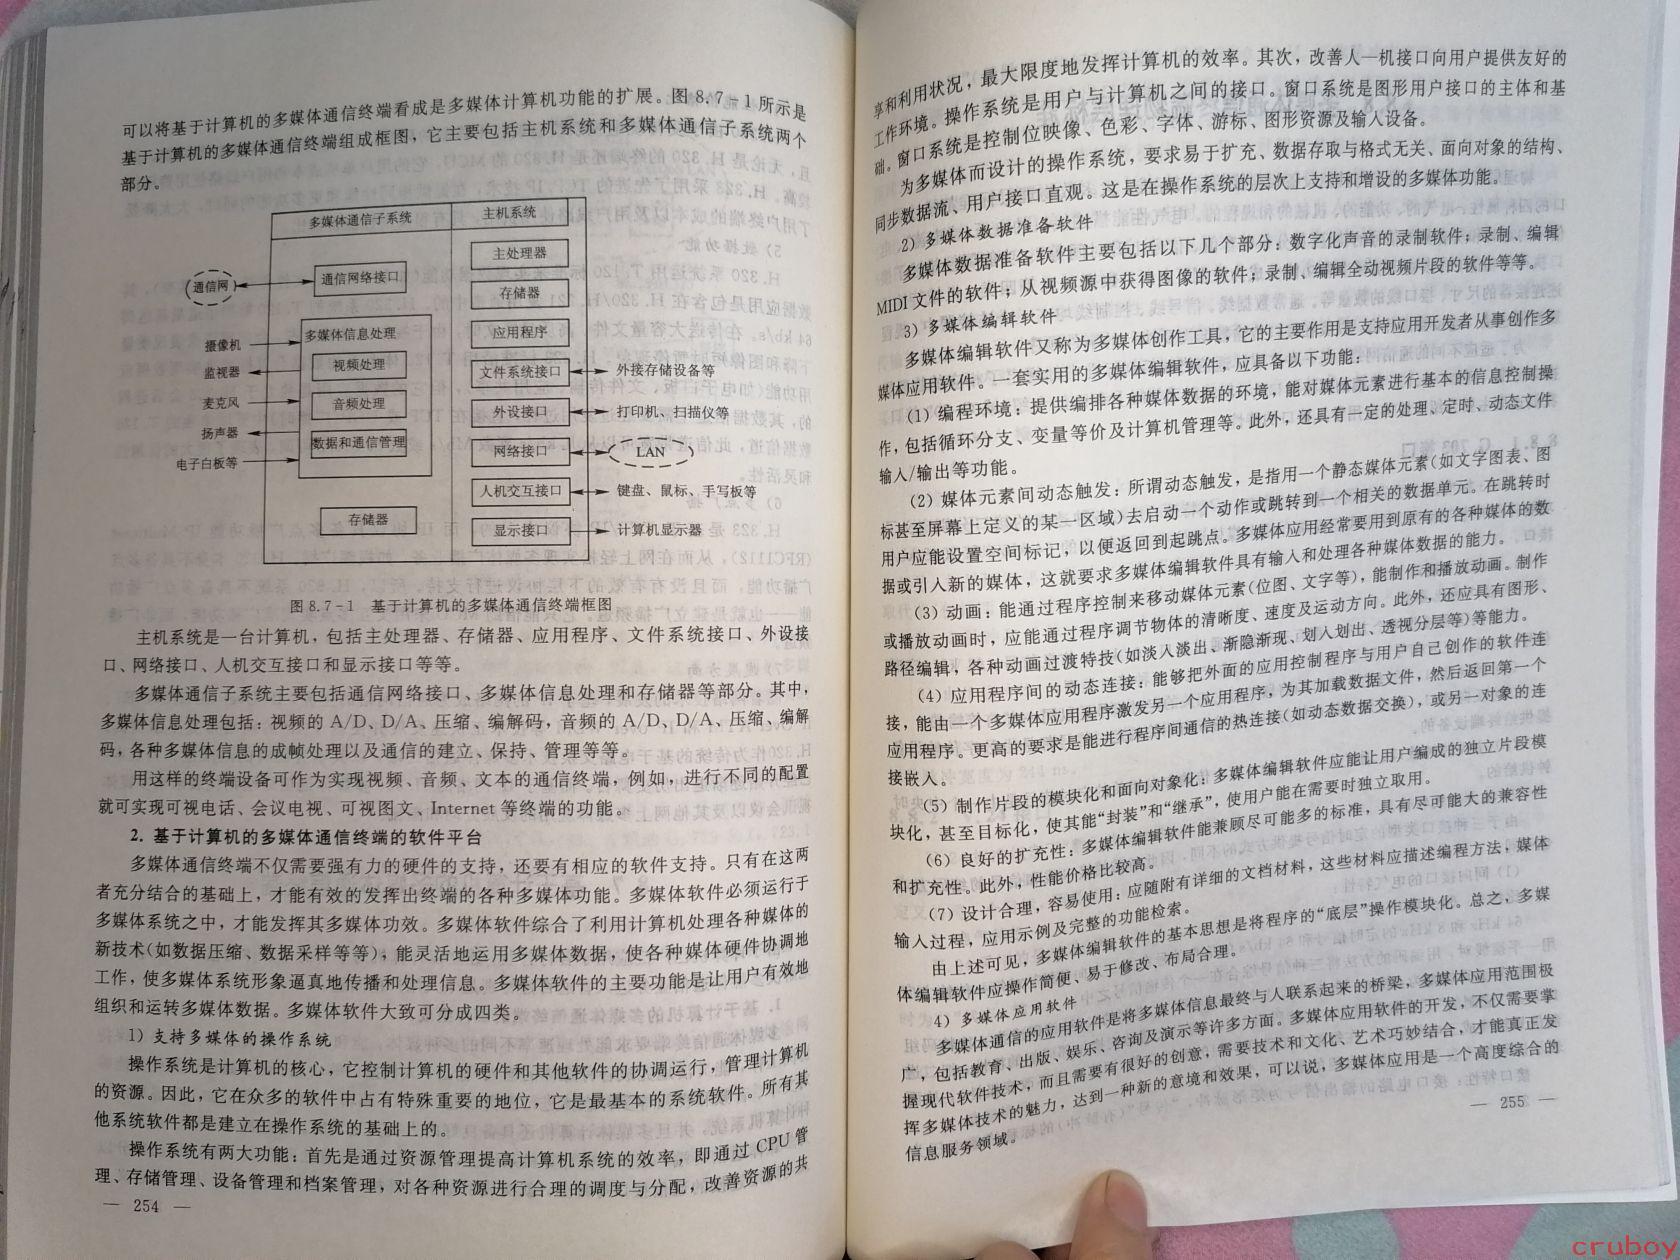 可以将基于计算机的多媒体通信终端看成是多媒体计算机功能的扩展。图 8.7-1 所示是
基于计算机的多媒体通信终端组成框图，它主要包括主机系统和多媒体通信子系统两个
部分。
多媒体通信子系统
主机系统
主处理器
通信网
通信网络接口
存储器
多媒体信息处理
应用程序
摄像机
视频处理
监视器
文件系统接口
外接存储设备等
麦克风
音频处理
外设接口
打印机、扫描仪等
扬声器
数据和通信管理
网络接口
LAN
电子白板等
人机交互接口
键盘、鼠标、手写板等
存储器
显示接口
计算机显示器
图 8.7-1 基于计算机的多媒体通信终端框图
主机系统是一台计算机，包括主处理器、存储器、应用程序、文件系统接口、外设接
口、网络接口、人机交互接口和显示接口等等。
多媒体通信子系统主要包括通信网络接口、多媒体信息处理和存储器等部分。其中，
多媒体信息处理包括：视频的 A/D、D/A、压缩、编解码，音频的 A/D、D/A、压缩、编解
码，各种多媒体信息的成帧处理以及通信的建立、保持、管理等等。
用这样的终端设备可作为实现视频、音频、文本的通信终端，例如，进行不同的配置
就可实现可视电话、会议电视、可视图文、Internet 等终端的功能。
2. 基于计算机的多媒体通信终端的软件平台
多媒体通信终端不仅需要强有力的硬件的支持，还要有相应的软件支持。只有在这两
者充分结合的基础上，才能有效的发挥出终端的各种多媒体功能。多媒体软件必须运行于
多媒体系统之中，才能发挥其多媒体功效。多媒体软件综合了利用计算机处理各种媒体的
新技术(如数据压缩、数据采样等等)，能灵活地运用多媒体数据，使各种媒体硬件协调地
工作，使多媒体系统形象逼真地传播和处理信息。多媒体软件的主要功能是让用户有效地
组织和运转多媒体数据。多媒体软件大致可分成四类。
1) 支持多媒体的操作系统
操作系统是计算机的核心，它控制计算机的硬件和其他软件的协调运行，管理计算机
的资源。因此，它在众多的软件中占有特殊重要的地位，它是最基本的系统软件。所有其
他系统软件都是建立在操作系统的基础上的。
操作系统有两大功能：首先是通过资源管理提高计算机系统的效率，即通过 CPU 管
理、存储管理、设备管理和档案管理，对各种资源进行合理的调度与分配，改善资源的共
— 254 —
享和利用状况，最大限度地发挥计算机的效率。其次，改善人—机接口向用户提供友好的
工作环境。操作系统是用户与计算机之间的接口。窗口系统是图形用户接口的主体和基
础。窗口系统是控制位映像、色彩、字体、游标、图形资源及输入设备。
为多媒体而设计的操作系统，要求易于扩充、数据存取与格式无关、面向对象的结构、
同步数据流、用户接口直观。这是在操作系统的层次上支持和增设的多媒体功能。
2) 多媒体数据准备软件
多媒体数据准备软件主要包括以下几个部分：数字化声音的录制软件；录制、编辑
MIDI 文件的软件；从视频源中获得图像的软件；录制、编辑全动视频片段的软件等等。
3) 多媒体编辑软件
多媒体编辑软件又称为多媒体创作工具，它的主要作用是支持应用开发者从事创作多
媒体应用软件。一套实用的多媒体编辑软件，应具备以下功能：
(1) 编程环境：提供编排各种媒体数据的环境，能对媒体元素进行基本的信息控制操
作，包括循环分支、变量等价及计算机管理等。此外，还具有一定的处理、定时、动态文件
输入/输出等功能。
(2) 媒体元素间动态触发：所谓动态触发，是指用一个静态媒体元素(如文字图表、图
标甚至屏幕上定义的某一区域)去启动一个动作或跳转到一个相关的数据单元。在跳转时
用户应能设置空间标记，以便返回到起跳点。多媒体应用经常要用到原有的各种媒体的数
据或引入新的媒体，这就要求多媒体编辑软件具有输入和处理各种媒体数据的能力。
(3) 动画：能通过程序控制来移动媒体元素(位图、文字等)，能制作和播放动画。制作
或播放动画时，应能通过程序调节物体的清晰度、速度及运动方向。此外，还应具有图形、
路径编辑，各种动画过渡特技(如淡入淡出、渐隐渐现、划入划出、透视分层等)等能力。
(4) 应用程序间的动态连接：能够把外面的应用控制程序与用户自己创作的软件连
接，能由一个多媒体应用程序激发另一个应用程序，为其加载数据文件，然后返回第一个
应用程序。更高的要求是能进行程序间通信的热连接(如动态数据交换)，或另一对象的连
接嵌入。
(5) 制作片段的模块化和面向对象化：多媒体编辑软件应能让用户编成的独立片段模
块化，甚至目标化，使其能“封装”和“继承”，使用户能在需要时独立取用。
(6) 良好的扩充性：多媒体编辑软件能兼顾尽可能多的标准，具有尽可能大的兼容性
和扩充性。此外，性能价格比较高。
(7) 设计合理，容易使用：应随附有详细的文档材料，这些材料应描述编程方法，媒体
输入过程，应用示例及完整的功能检索。
由上述可见，多媒体编辑软件的基本思想是将程序的“底层”操作模块化。总之，多媒
体编辑软件应操作简便、易于修改、布局合理。
4) 多媒体应用软件
多媒体通信的应用软件是将多媒体信息最终与人联系起来的桥梁，多媒体应用范围极
广，包括教育、出版、娱乐、咨询及演示等许多方面。多媒体应用软件的开发，不仅需要掌
握现代软件技术，而且需要有很好的创意，需要技术和文化、艺术巧妙结合，才能真正发
挥多媒体技术的魅力，达到一种新的意境和效果，可以说，多媒体应用是一个高度综合的
信息服务领域。
— 255 —
cruboy